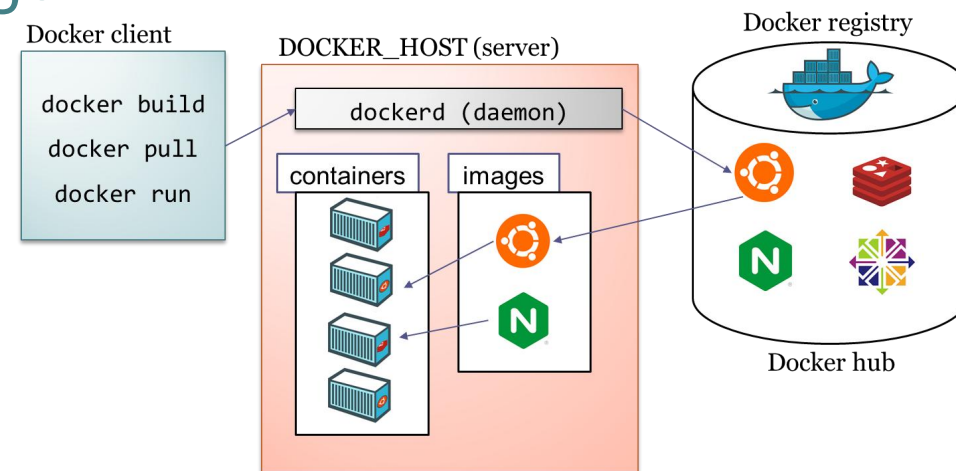 Docker client
docker build
docker pull
docker run
DOCKER_HOST (server)
dockerd (daemon)
containers
images
N
Docker registry
N
Docker hub